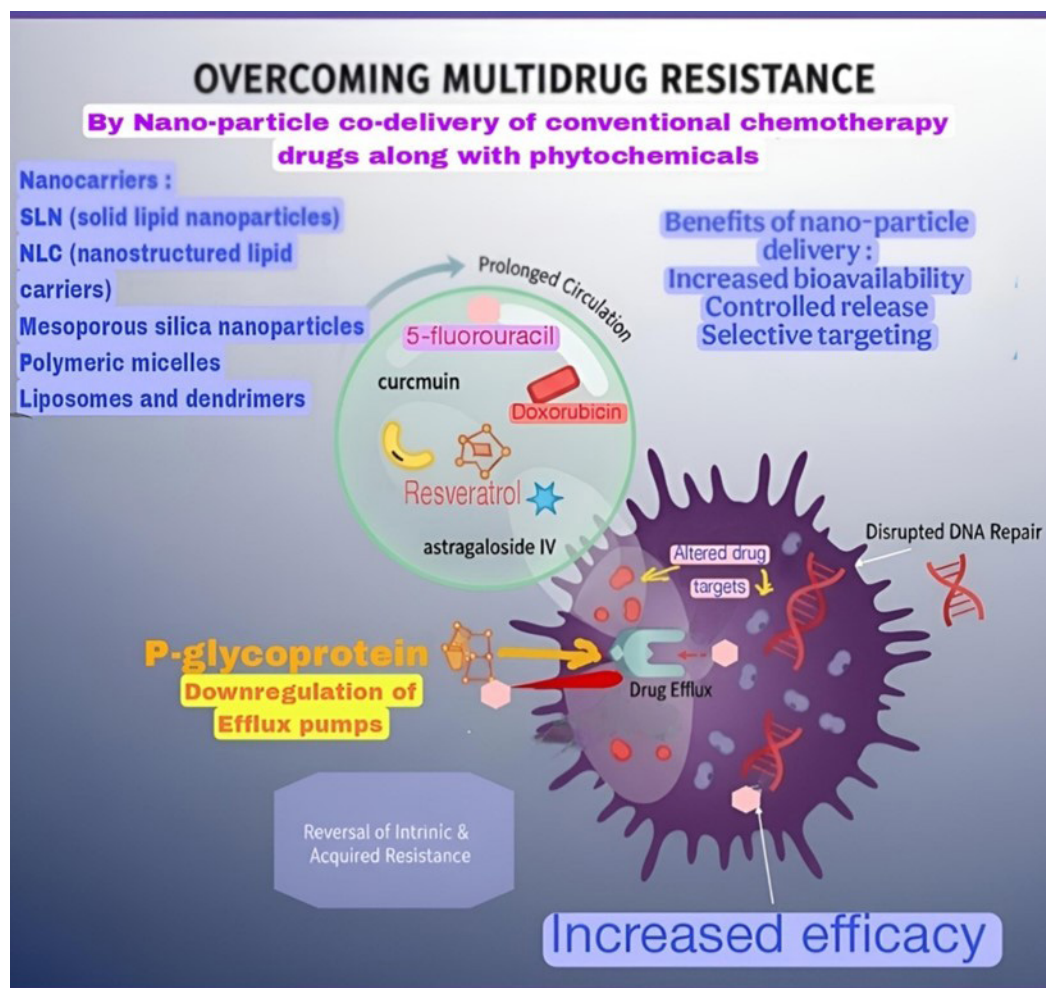 OVERCOMING MULTIDRUG RESISTANCE
By Nano-particle co-delivery of conventional chemotherapy
drugs along with phytochemicals
Nanocarriers :
SLN (solid lipid nanoparticles)
NLC (nanostructured lipid
carriers)
Mesoporous silica nanoparticles
Polymeric micelles
Liposomes and dendrimers
Benefits of nano-particle
delivery :
Increased bioavailability
Controlled release
Selective targeting
Prolonged Circulation
5-fluorouracil
curcmuin
Doxorubicin
Resveratrol
astragaloside IV
Disrupted DNA Repair
Altered drug
targets
P-glycoprotein
Downregulation of
Efflux pumps
Drug Efflux
Reversal of Intrinsic &
Acquired Resistance
Increased efficacy